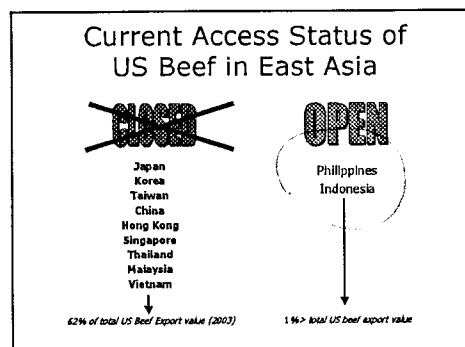 Current Access Status of
US Beef in East Asia
CLOSED
OPEN
Japan
Korea
Taiwan
China
Hong Kong
Singapore
Thailand
Malaysia
Vietnam
Philippines
Indonesia
62% of total US Beef Export value (2003)
1%> total US beef export value